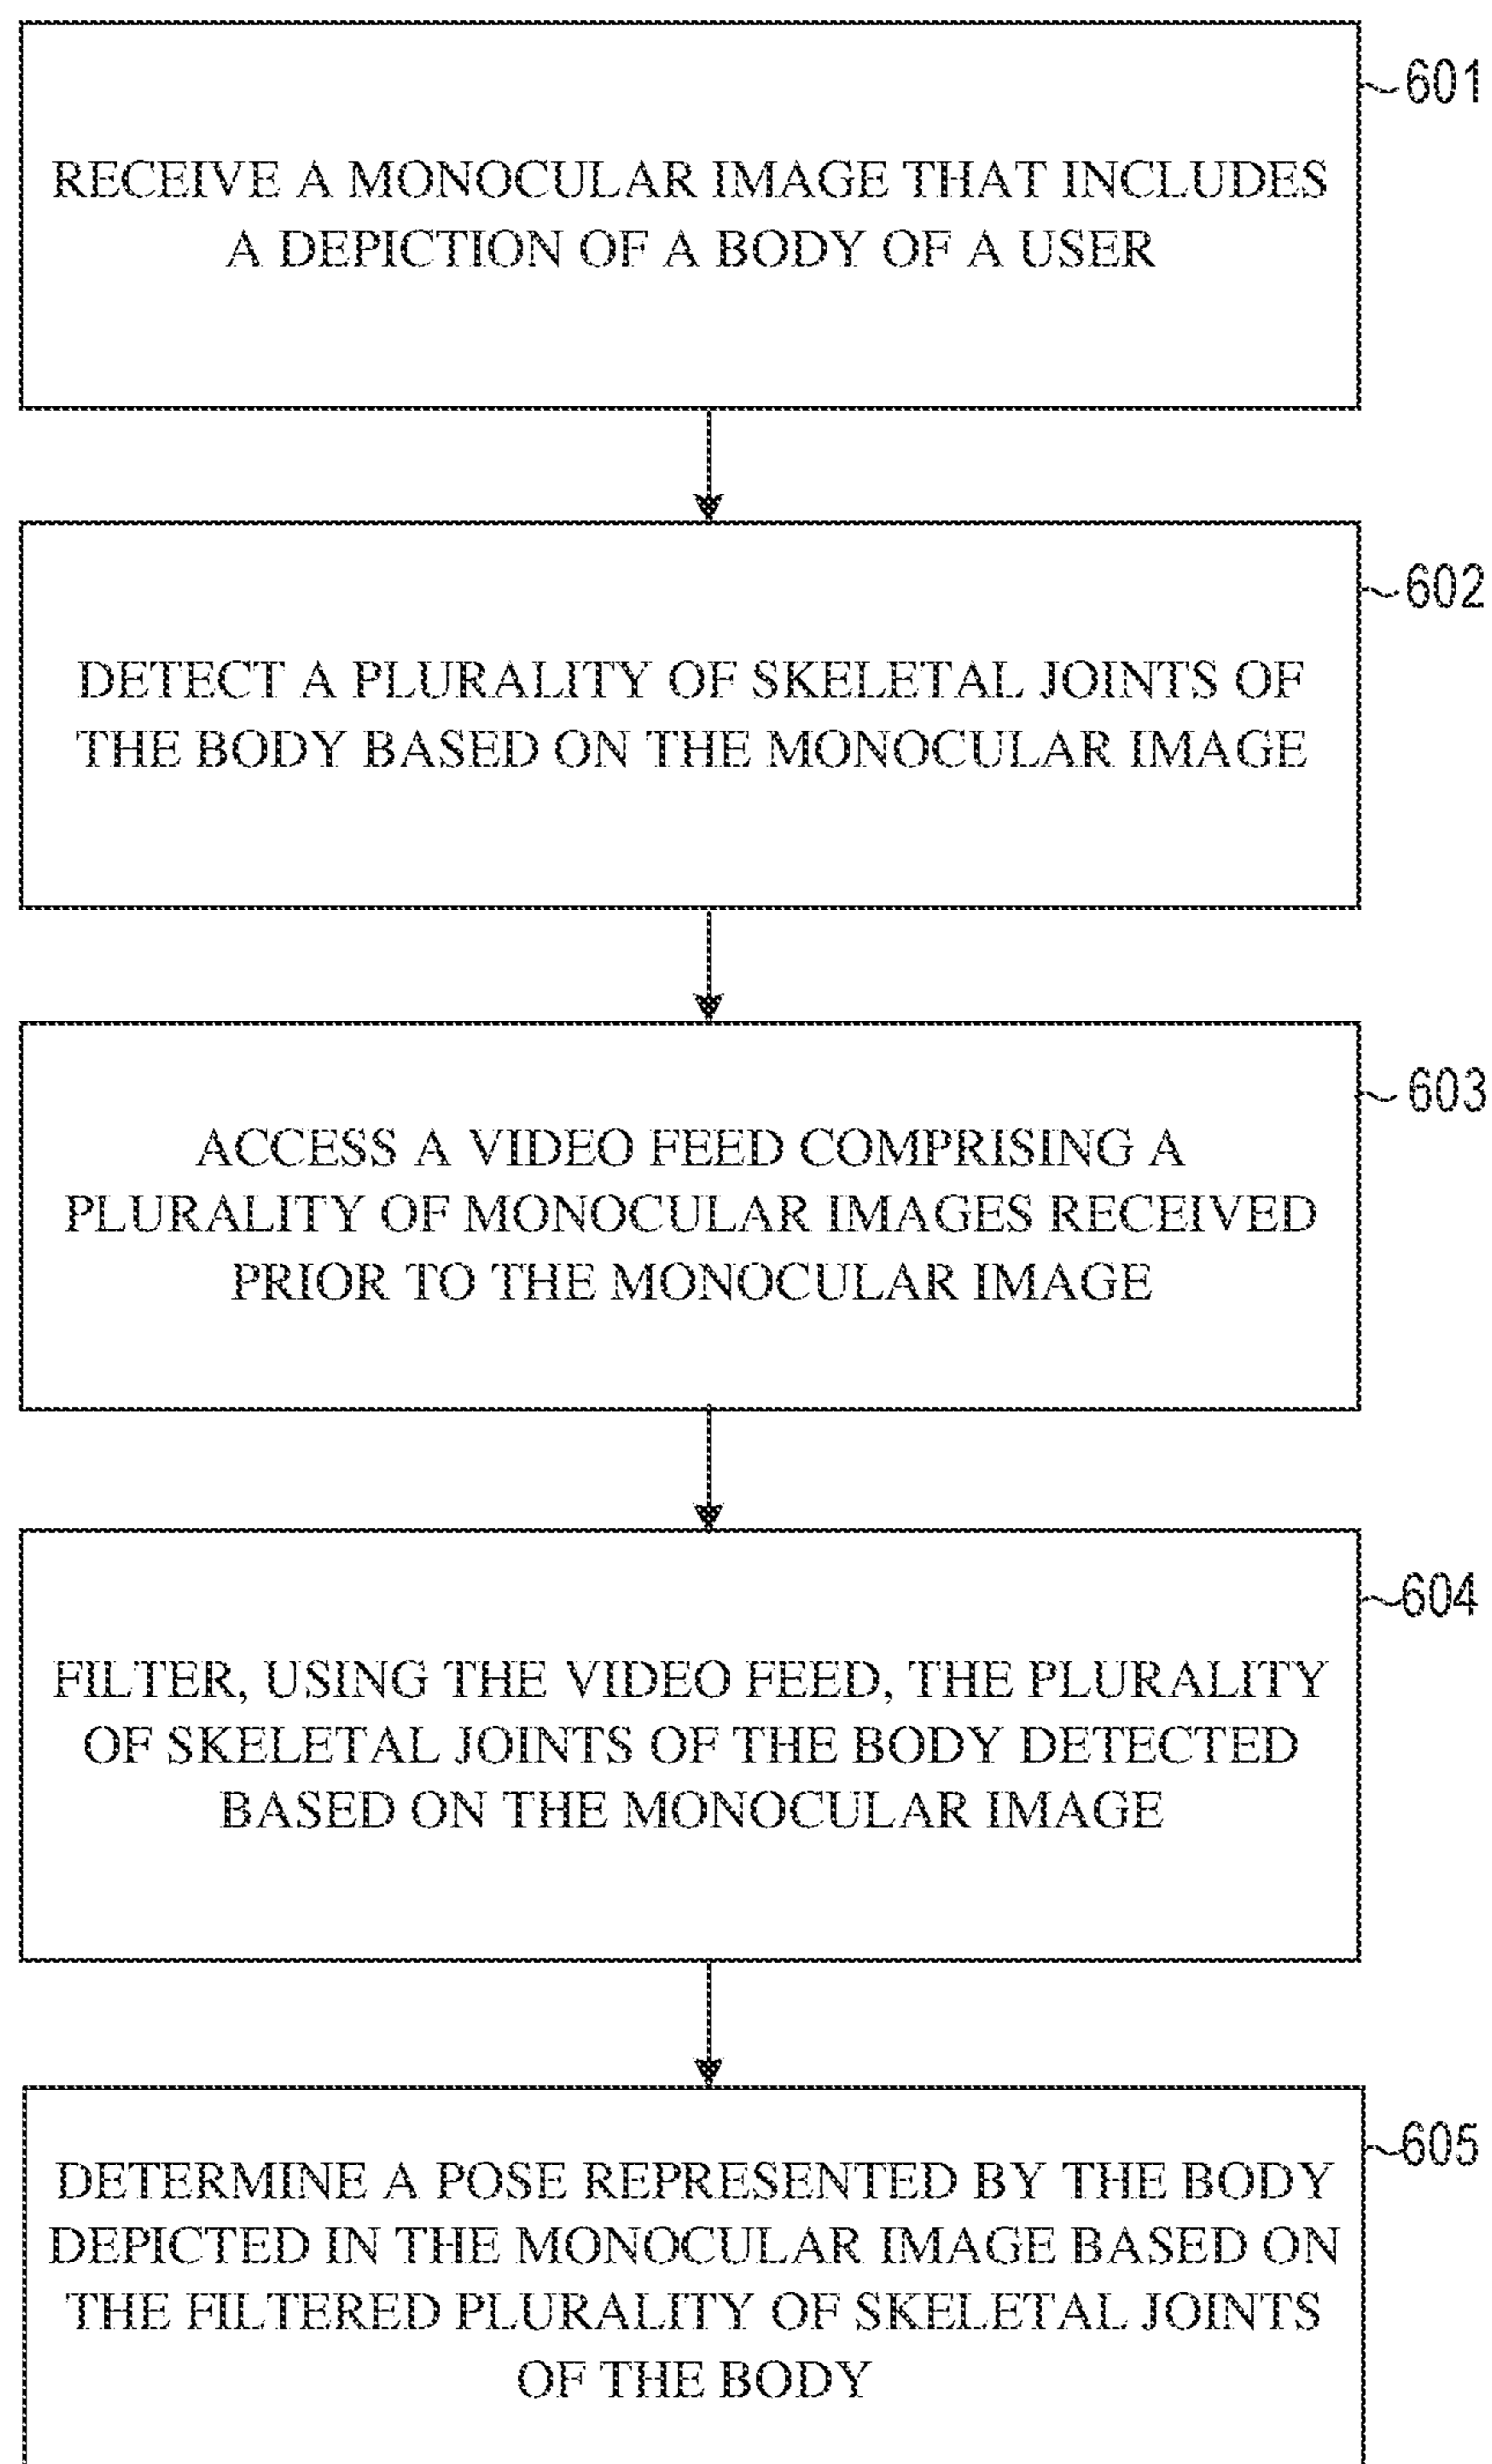 601
RECEIVE A MONOCULAR IMAGE THAT INCLUDES
A DEPICTION OF A BODY OF A USER
602
DETECT A PLURALITY OF SKELETAL JOINTS OF
THE BODY BASED ON THE MONOCULAR IMAGE
603
ACCESS A VIDEO FEED COMPRISING A
PLURALITY OF MONOCULAR IMAGES RECEIVED
PRIOR TO THE MONOCULAR IMAGE
604
FILTER, USING THE VIDEO FEED, THE PLURALITY
OF SKELETAL JOINTS OF THE BODY DETECTED
BASED ON THE MONOCULAR IMAGE
605
DETERMINE A POSE REPRESENTED BY THE BODY
DEPICTED IN THE MONOCULAR IMAGE BASED ON
THE FILTERED PLURALITY OF SKELETAL JOINTS
OF THE BODY